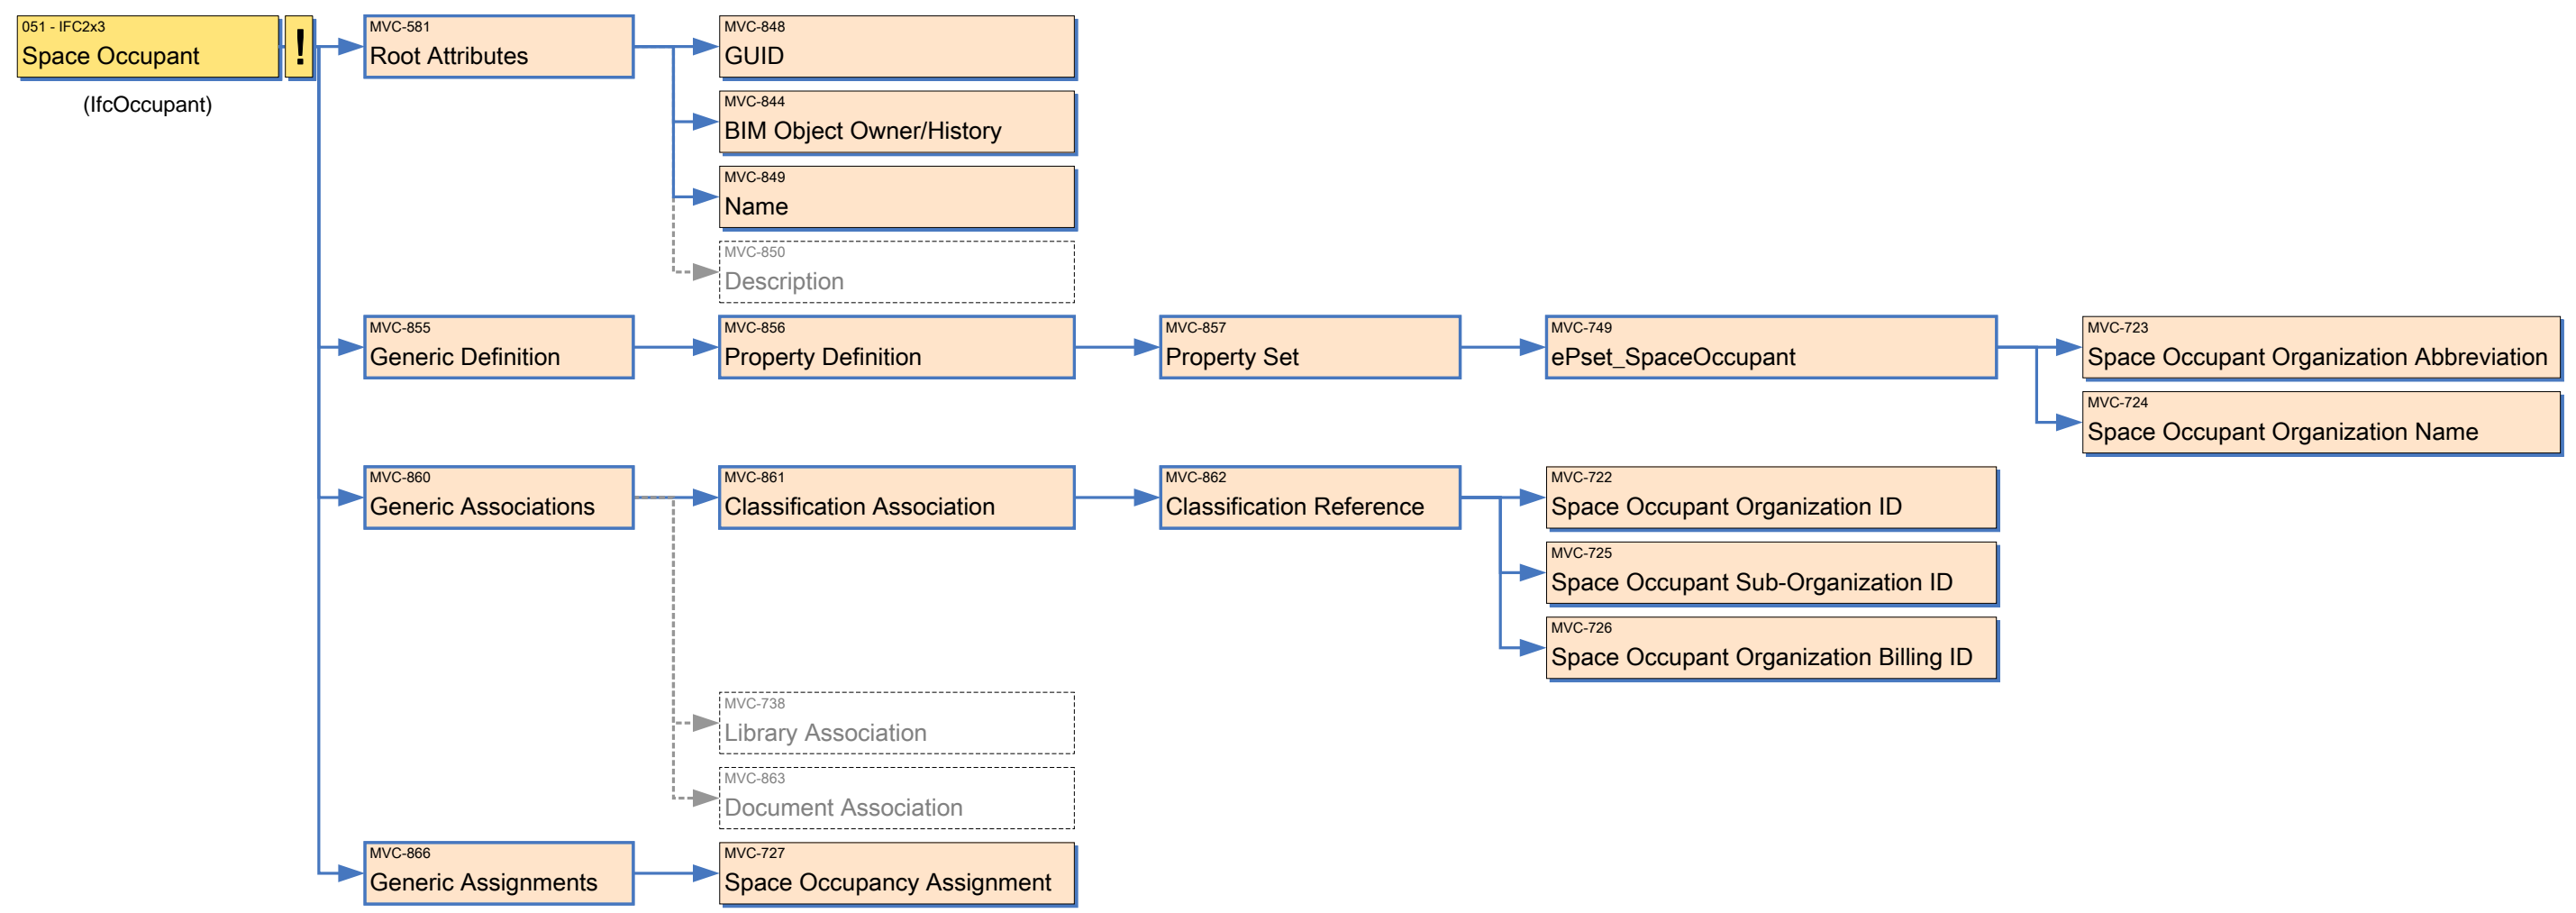 051 - IFC2x3
Space Occupant
!
(IfcOccupant)
MVC-581
Root Attributes
MVC-848
GUID
MVC-844
BIM Object Owner/History
MVC-849
Name
MVC-850
Description
MVC-855
Generic Definition
MVC-856
Property Definition
MVC-857
Property Set
MVC-749
ePset_SpaceOccupant
MVC-723
Space Occupant Organization Abbreviation
MVC-724
Space Occupant Organization Name
MVC-860
Generic Associations
MVC-861
Classification Association
MVC-862
Classification Reference
MVC-722
Space Occupant Organization ID
MVC-725
Space Occupant Sub-Organization ID
MVC-726
Space Occupant Organization Billing ID
MVC-738
Library Association
MVC-863
Document Association
MVC-866
Generic Assignments
MVC-727
Space Occupancy Assignment